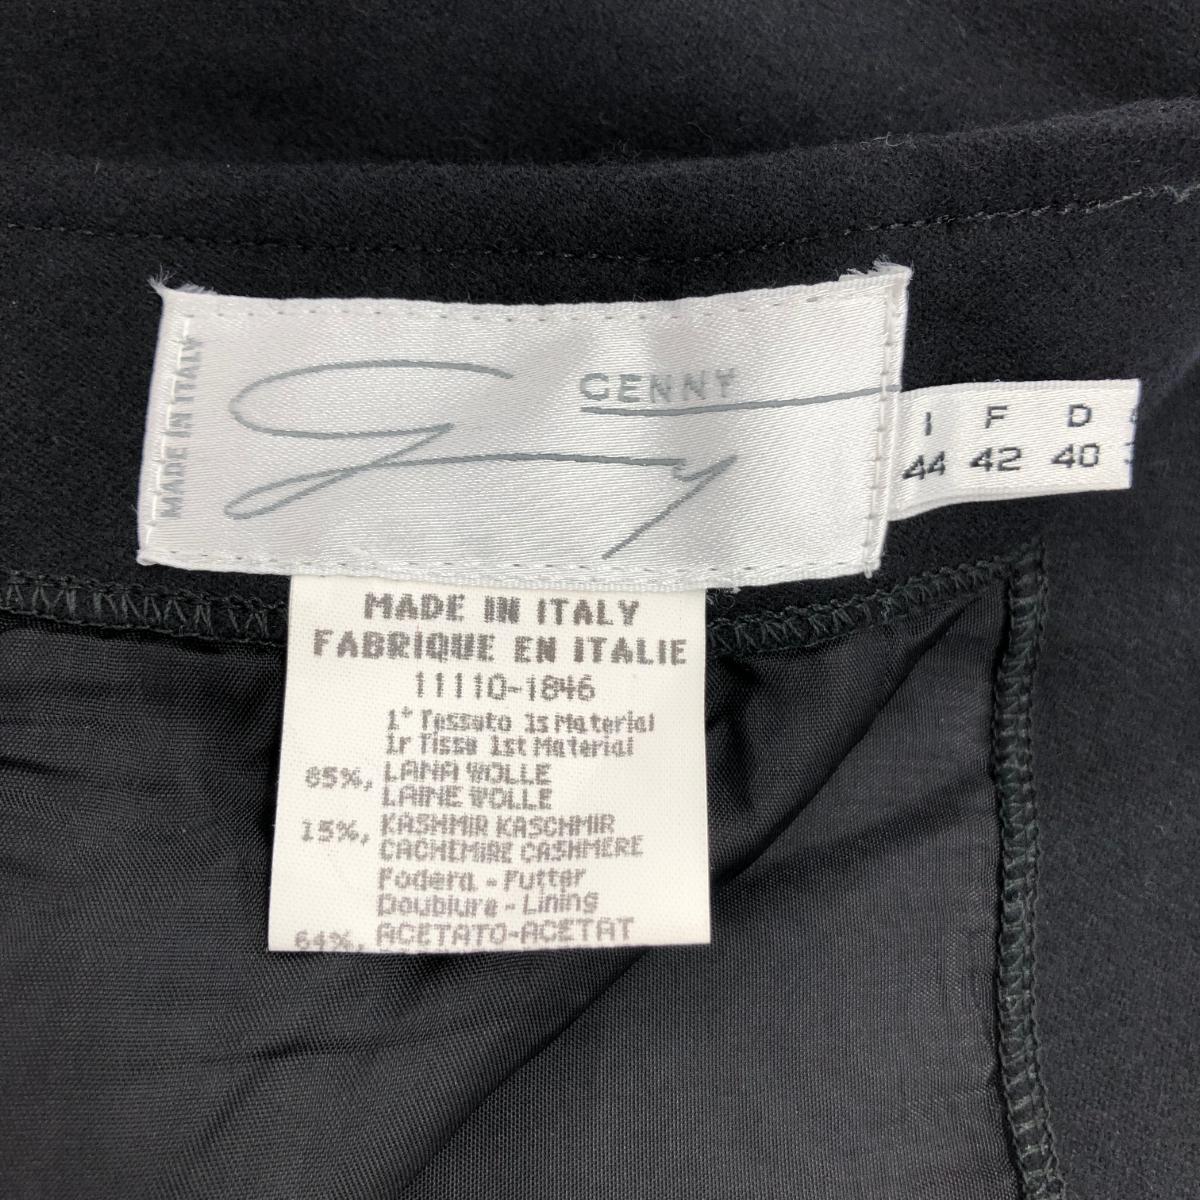 MADE IN ITALY
GENNY
genny
I F D
44 42 40
MADE IN ITALY
FABRIQUE EN ITALIE
11110-1846
1° Tessuto 1s Material
1r Tissu 1st Material
85%, LANA WOLLE
LAINE WOLLE
15%, KASHMIR KASCHMIR
CACHEMIRE CASHMERE
Fodera - Futter
Doublure - Lining
64%, ACETATO-ACETAT